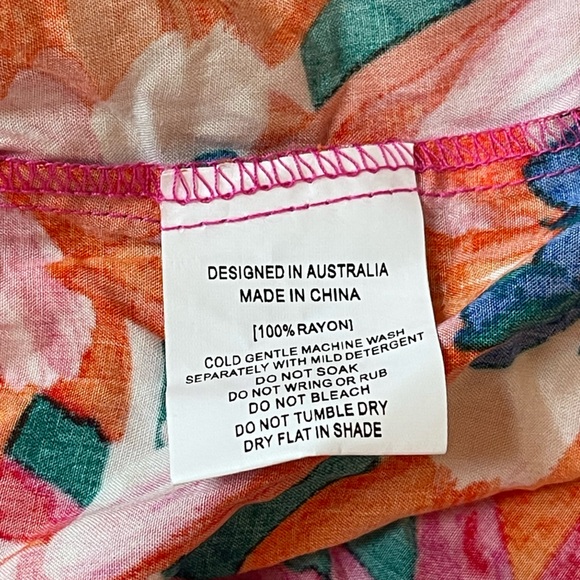 DESIGNED IN AUSTRALIA
MADE IN CHINA
[100% RAYON]
COLD GENTLE MACHINE WASH
SEPARATELY WITH MILD DETERGENT
DO NOT SOAK
DO NOT WRING OR RUB
DO NOT BLEACH
DO NOT TUMBLE DRY
DRY FLAT IN SHADE